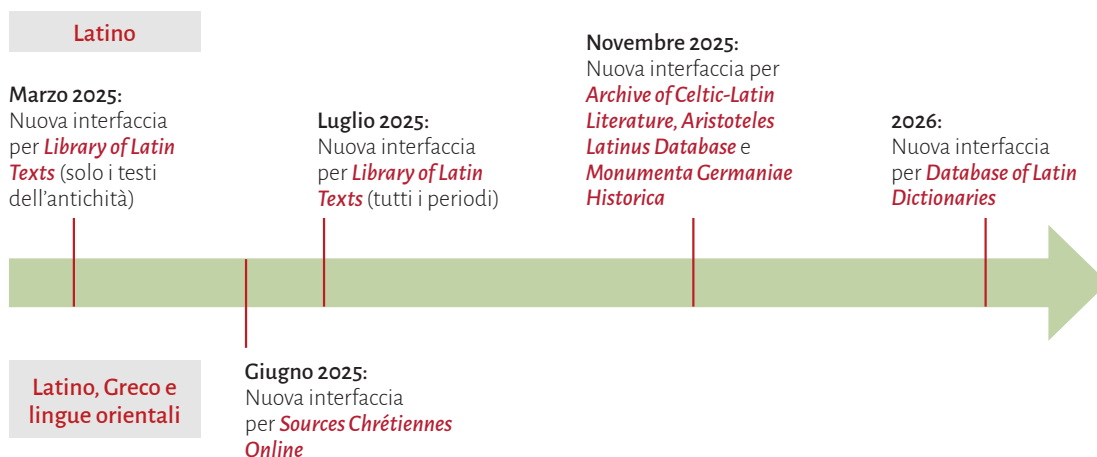 Latino
Marzo 2025:
Nuova interfaccia
per Library of Latin
Texts (solo i testi
dell'antichità)
Luglio 2025:
Nuova interfaccia
per Library of Latin
Texts (tutti i periodi)
Novembre 2025:
Nuova interfaccia per
Archive of Celtic-Latin
Literature, Aristoteles
Latinus Database e
Monumenta Germaniae
Historica
2026:
Nuova interfaccia
per Database of Latin
Dictionaries
Latino, Greco e
lingue orientali
Giugno 2025:
Nuova interfaccia
per Sources Chrétiennes
Online